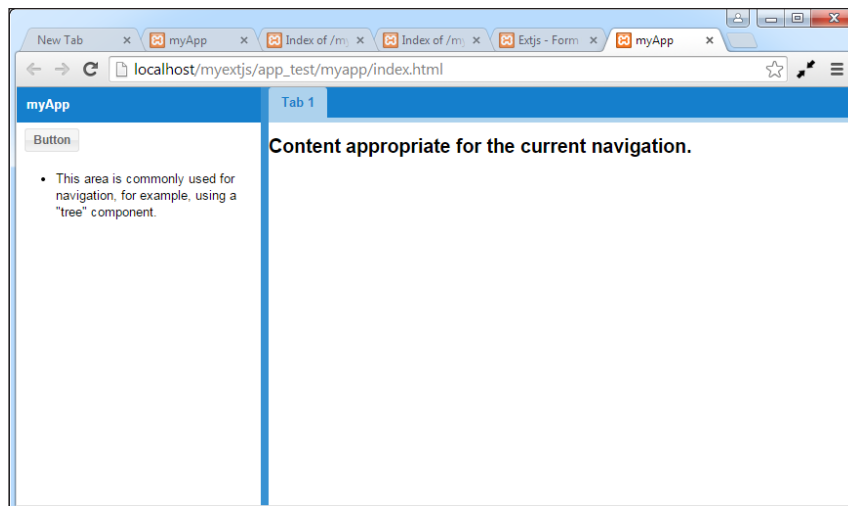 New Tab
myApp
Index of /my
Index of /my
Extjs - Form
myApp
localhost/myextjs/app_test/myapp/index.html
myApp
Tab 1
Button
Content appropriate for the current navigation.
• This area is commonly used for
navigation, for example, using a
"tree" component.